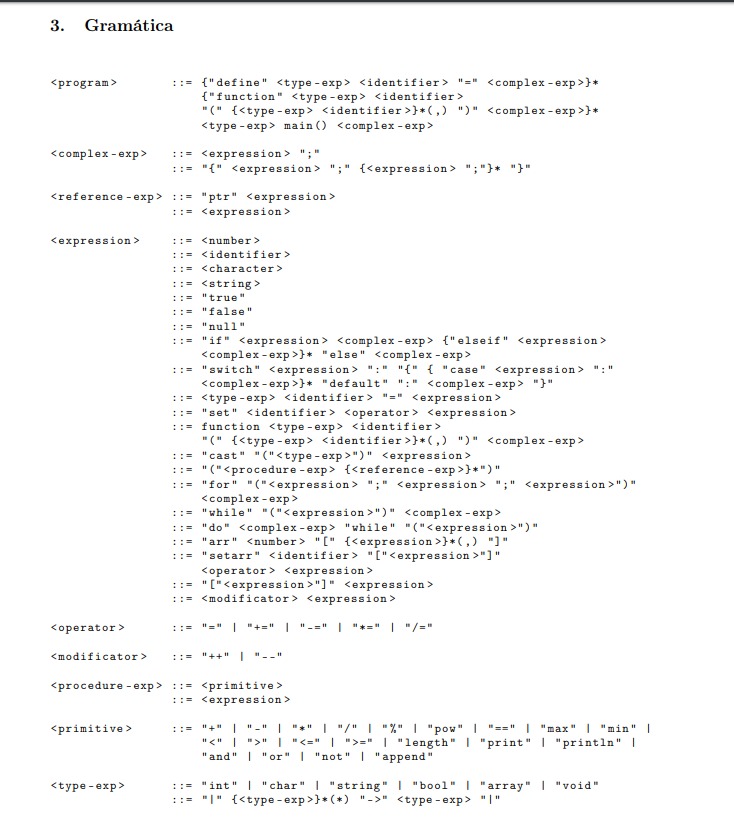 3. Gramática
<program> ::= {"define" <type-exp> <identifier> "=" <complex-exp>}*
{"function" <type-exp> <identifier>
"(" {<type-exp> <identifier>}*(,) ")" <complex-exp>}*
<type-exp> main() <complex-exp>
<complex-exp> ::= <expression> ";"
::= "{" <expression> ";" {<expression> ";"}* "}"
<reference-exp> ::= "ptr" <expression>
::= <expression>
<expression> ::= <number>
::= <identifier>
::= <character>
::= <string>
::= "true"
::= "false"
::= "null"
::= "if" <expression> <complex-exp> {"elseif" <expression>
<complex-exp>}* "else" <complex-exp>
::= "switch" <expression> ":" "{" { "case" <expression> ":"
<complex-exp>}* "default" ":" <complex-exp> "}"
::= <type-exp> <identifier> "=" <expression>
::= "set" <identifier> <operator> <expression>
::= function <type-exp> <identifier>
"(" {<type-exp> <identifier>}*(,) ")" <complex-exp>
::= "cast" "("<type-exp>")" <expression>
::= "("<procedure-exp> {<reference-exp>}*")"
::= "for" "("<expression> ";" <expression> ";" <expression>")"
<complex-exp>
::= "while" "("<expression>")" <complex-exp>
::= "do" <complex-exp> "while" "("<expression>")"
::= "arr" <number> "[" {<expression>}*(,) "]"
::= "setarr" <identifier> "["<expression>"]"
<operator> <expression>
::= "["<expression>"]" <expression>
::= <modificator> <expression>
<operator> ::= "=" | "+=" | "-=" | "*=" | "/="
<modificator> ::= "++" | "--"
<procedure-exp> ::= <primitive>
::= <expression>
<primitive> ::= "+" | "-" | "*" | "/" | "%" | "pow" | "==" | "max" | "min" |
"<" | ">" | "<=" | ">=" | "length" | "print" | "println" |
"and" | "or" | "not" | "append"
<type-exp> ::= "int" | "char" | "string" | "bool" | "array" | "void"
::= "|" {<type-exp>}*(*) "->" <type-exp> "|"